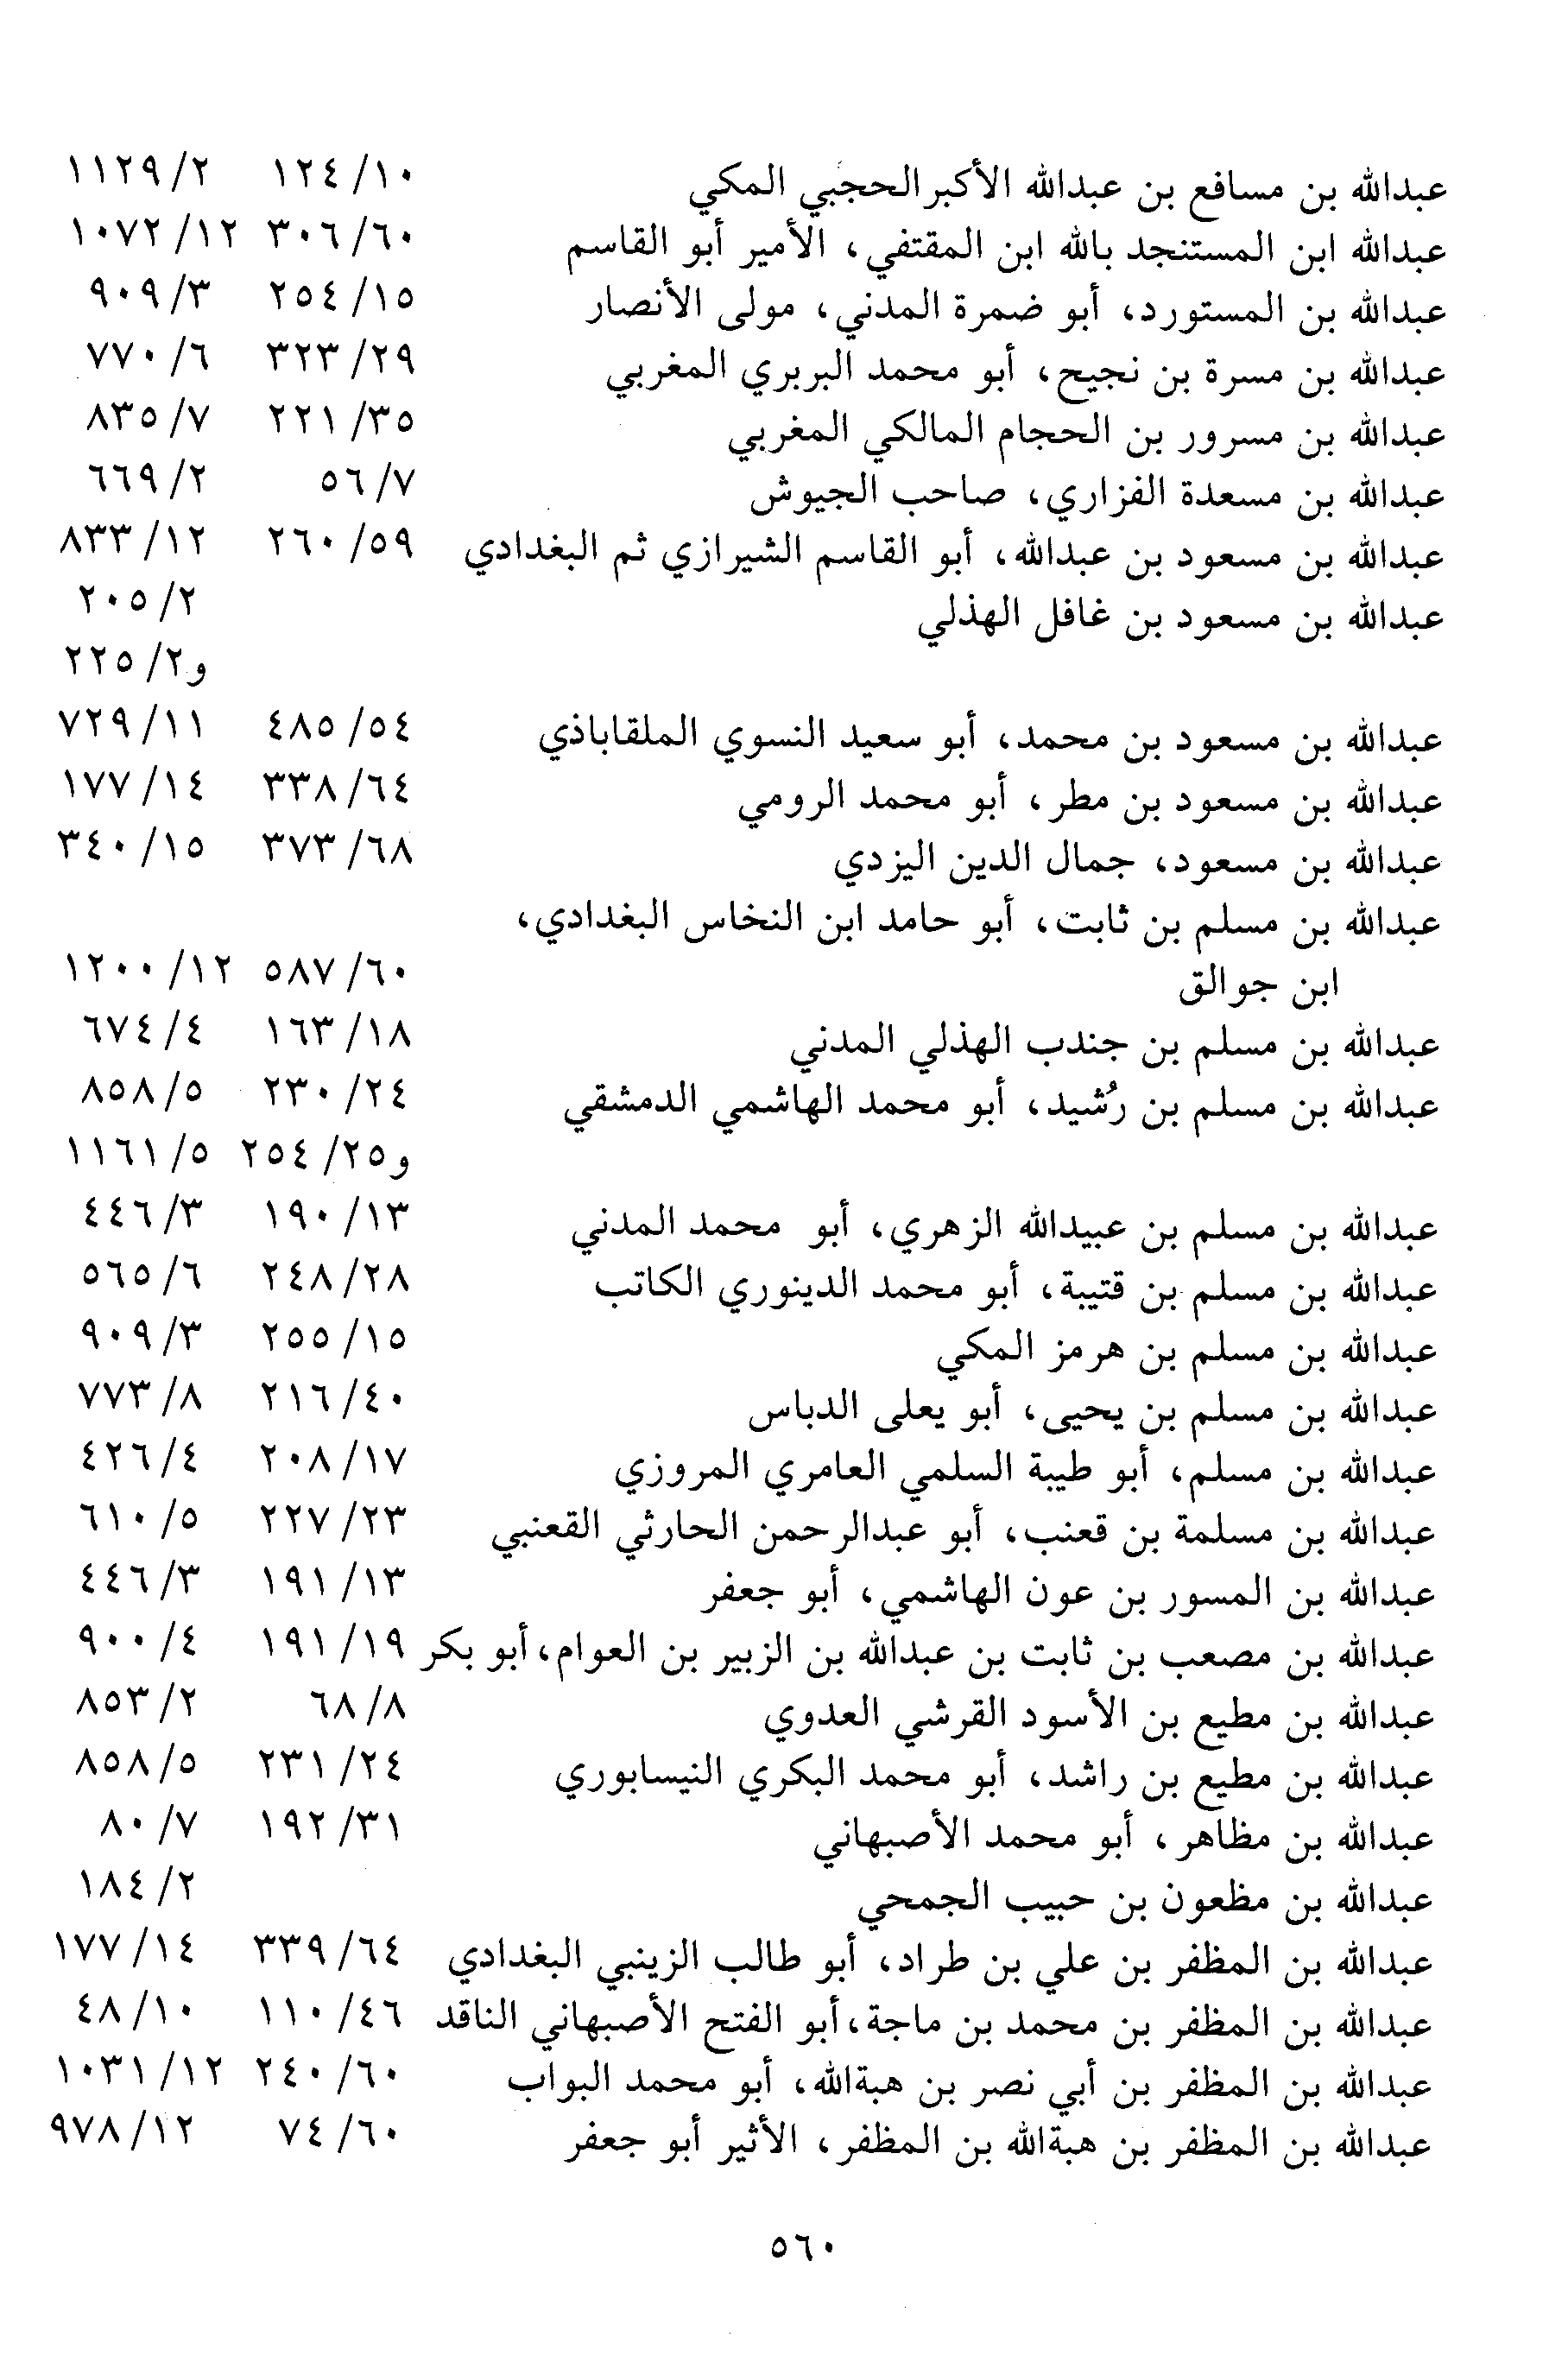 عبدالله بن مسافع بن عبدالله الأكبر الحجبي المكي ١٢٤/١٠ ١١٢٩/٢
عبدالله ابن المستنجد بالله ابن المقتفي، الأمير أبو القاسم ٣٠٦/٦٠ ١٠٧٢/١٢
عبدالله بن المستورد، أبو ضمرة المدني، مولى الأنصار ٢٥٤/١٥ ٩٠٩/٣
عبدالله بن مسرة بن نجيح، أبو محمد البربري المغربي ٣٢٣/٢٩ ٧٧٠/٦
عبدالله بن مسرور بن الحجام المالكي المغربي ٢٢١/٣٥ ٨٣٥/٧
عبدالله بن مسعدة الفزاري، صاحب الجيوش ٥٦/٧ ٦٦٩/٢
عبدالله بن مسعود بن عبدالله، أبو القاسم الشيرازي ثم البغدادي ٢٦٠/٥٩ ٨٣٣/١٢
عبدالله بن مسعود بن غافل الهذلي ٢٠٥/٢
و٢٢٥/٢
عبدالله بن مسعود بن محمد، أبو سعيد النسوي الملقاباذي ٤٨٥/٥٤ ٧٢٩/١١
عبدالله بن مسعود بن مطر، أبو محمد الرومي ٣٣٨/٦٤ ١٧٧/١٤
عبدالله بن مسعود، جمال الدين اليزدي ٣٧٣/٦٨ ٣٤٠/١٥
عبدالله بن مسلم بن ثابت، أبو حامد ابن النخاس البغدادي،
ابن جوالق ٥٨٧/٦٠ ١٢٠٠/١٢
عبدالله بن مسلم بن جندب الهذلي المدني ١٦٣/١٨ ٦٧٤/٤
عبدالله بن مسلم بن رُشيد، أبو محمد الهاشمي الدمشقي ٢٣٠/٢٤ ٨٥٨/٥
و٢٥٤/٢٥ ١١٦١/٥
عبدالله بن مسلم بن عبيدالله الزهري، أبو محمد المدني ١٩٠/١٣ ٤٤٦/٣
عبدالله بن مسلم بن قتيبة، أبو محمد الدينوري الكاتب ٢٤٨/٢٨ ٥٦٥/٦
عبدالله بن مسلم بن هرمز المكي ٢٥٥/١٥ ٩٠٩/٣
عبدالله بن مسلم بن يحيى، أبو يعلى الدباس ٢١٦/٤٠ ٧٧٣/٨
عبدالله بن مسلم، أبو طيبة السلمي العامري المروزي ٢٠٨/١٧ ٤٢٦/٤
عبدالله بن مسلمة بن قعنب، أبو عبدالرحمن الحارثي القعنبي ٢٢٧/٢٣ ٦١٠/٥
عبدالله بن المسور بن عون الهاشمي، أبو جعفر ١٩١/١٣ ٤٤٦/٣
عبدالله بن مصعب بن ثابت بن عبدالله بن الزبير بن العوام، أبو بكر ١٩١/١٩ ٩٠٠/٤
عبدالله بن مطيع بن الأسود القرشي العدوي ٦٨/٨ ٨٥٣/٢
عبدالله بن مطيع بن راشد، أبو محمد البكري النيسابوري ٢٣١/٢٤ ٨٥٨/٥
عبدالله بن مظاهر، أبو محمد الأصبهاني ١٩٢/٣١ ٨٠/٧
عبدالله بن مظعون بن حبيب الجمحي ١٨٤/٢
عبدالله بن المظفر بن علي بن طراد، أبو طالب الزينبي البغدادي ٣٣٩/٦٤ ١٧٧/١٤
عبدالله بن المظفر بن محمد بن ماجة، أبو الفتح الأصبهاني الناقد ١١٠/٤٦ ٤٨/١٠
عبدالله بن المظفر بن أبي نصر بن هبةالله، أبو محمد البواب ٢٤٠/٦٠ ١٠٣١/١٢
عبدالله بن المظفر بن هبةالله بن المظفر، الأثير أبو جعفر ٧٤/٦٠ ٩٧٨/١٢
٥٦٠